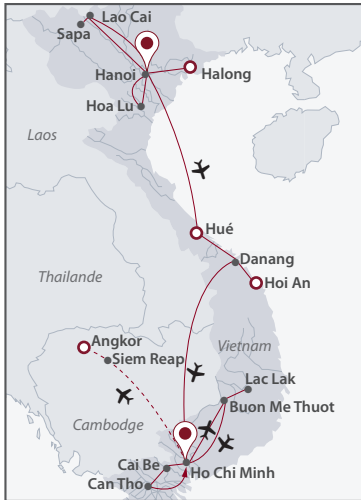 Lao Cai
Sapa
Hanoi
Halong
Hoa Lu
Laos
Hué
Danang
Hoi An
Thailande
Angkor
Siem Reap
Vietnam
Lac Lak
Buon Me Thuot
Cambodge
Cai Be
Ho Chi Minh
Can Tho